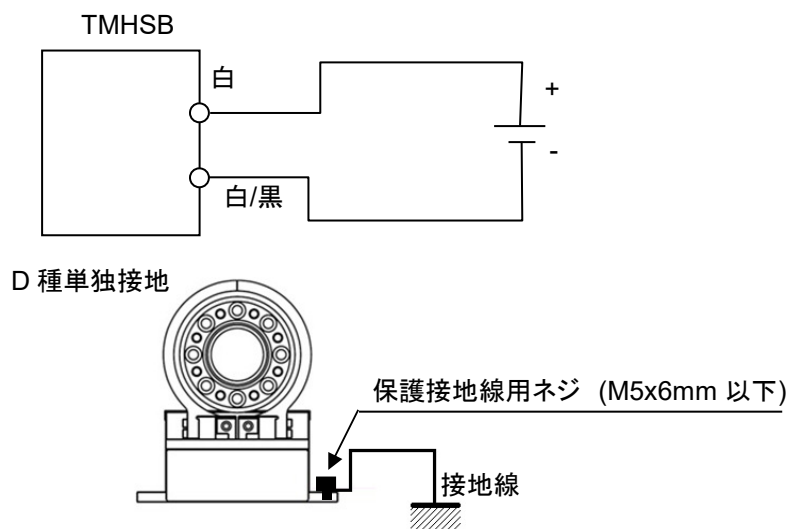 TMHSB
白
+
-
白/黒
D 種単独接地
保護接地線用ネジ (M5x6mm 以下)
接地線